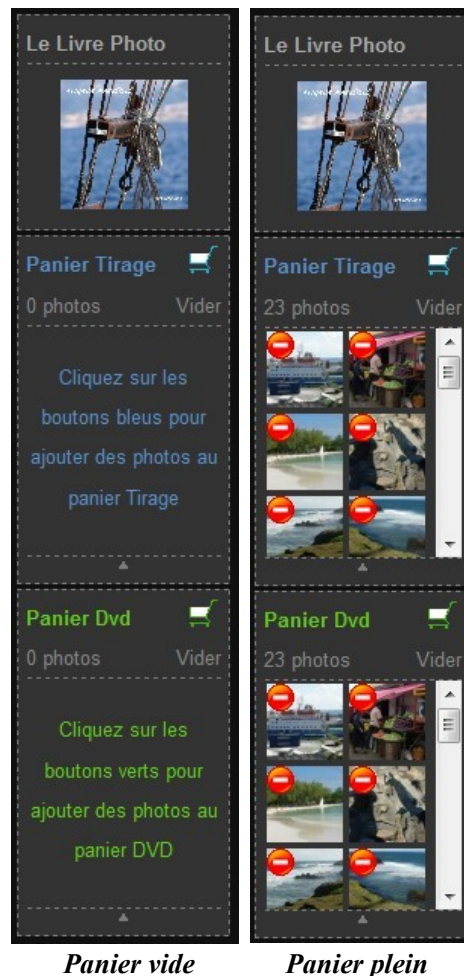 Le Livre Photo
Panier Tirage
0 photos Vider
Cliquez sur les
boutons bleus pour
ajouter des photos au
panier Tirage
Panier Dvd
0 photos Vider
Cliquez sur les
boutons verts pour
ajouter des photos au
panier DVD
Panier vide
Le Livre Photo
Panier Tirage
23 photos Vider
Panier Dvd
23 photos Vider
Panier plein